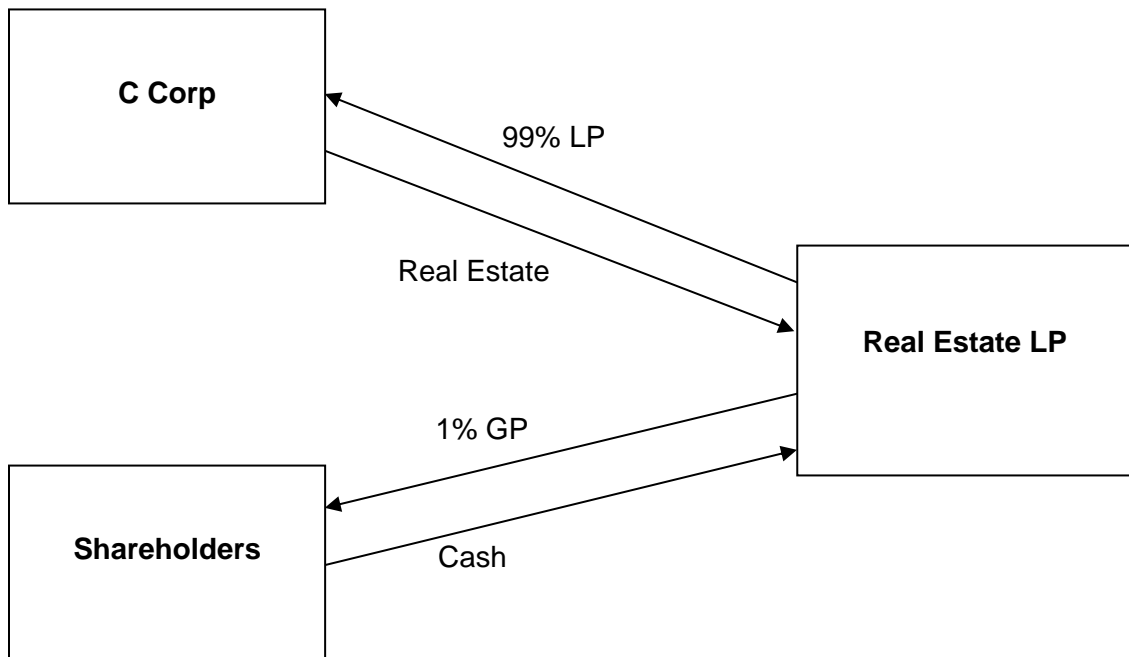 C Corp
99% LP
Real Estate
Real Estate LP
1% GP
Shareholders
Cash